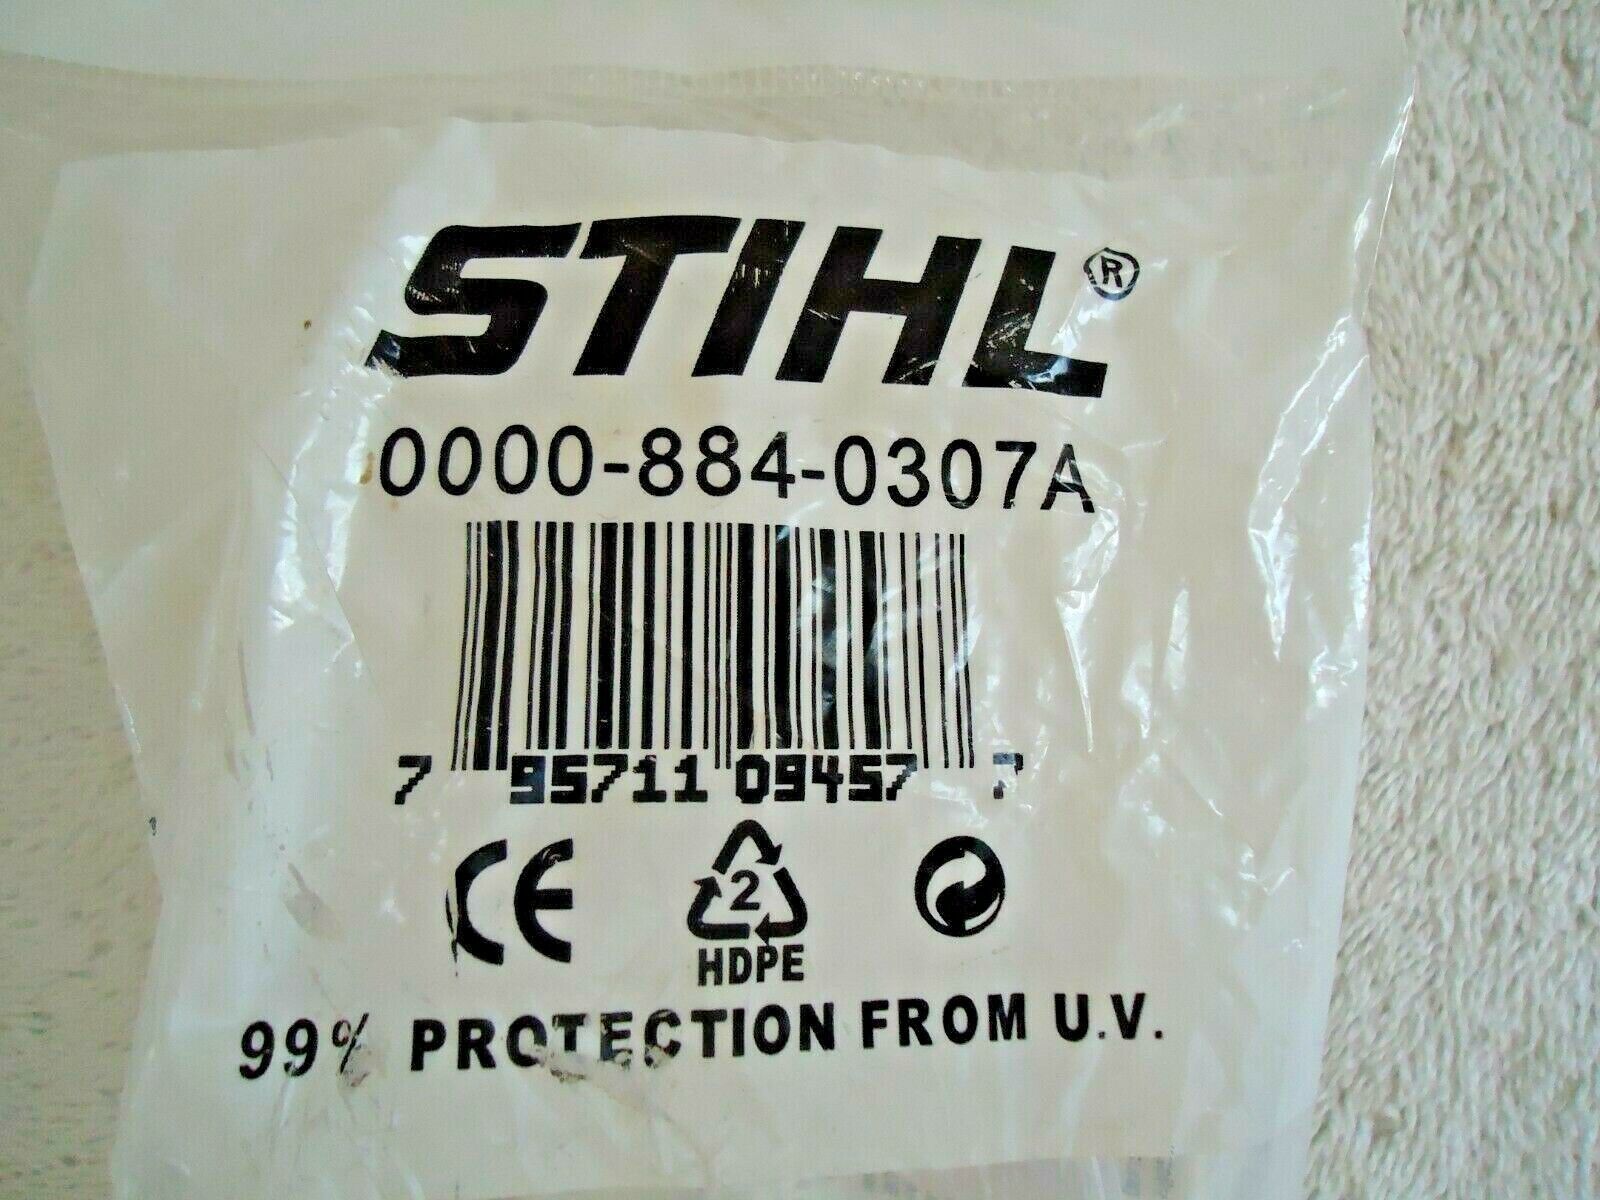 STIHL®
0000-884-0307A
7 95711 09457 7
CE
2
HDPE
99% PROTECTION FROM U.V.